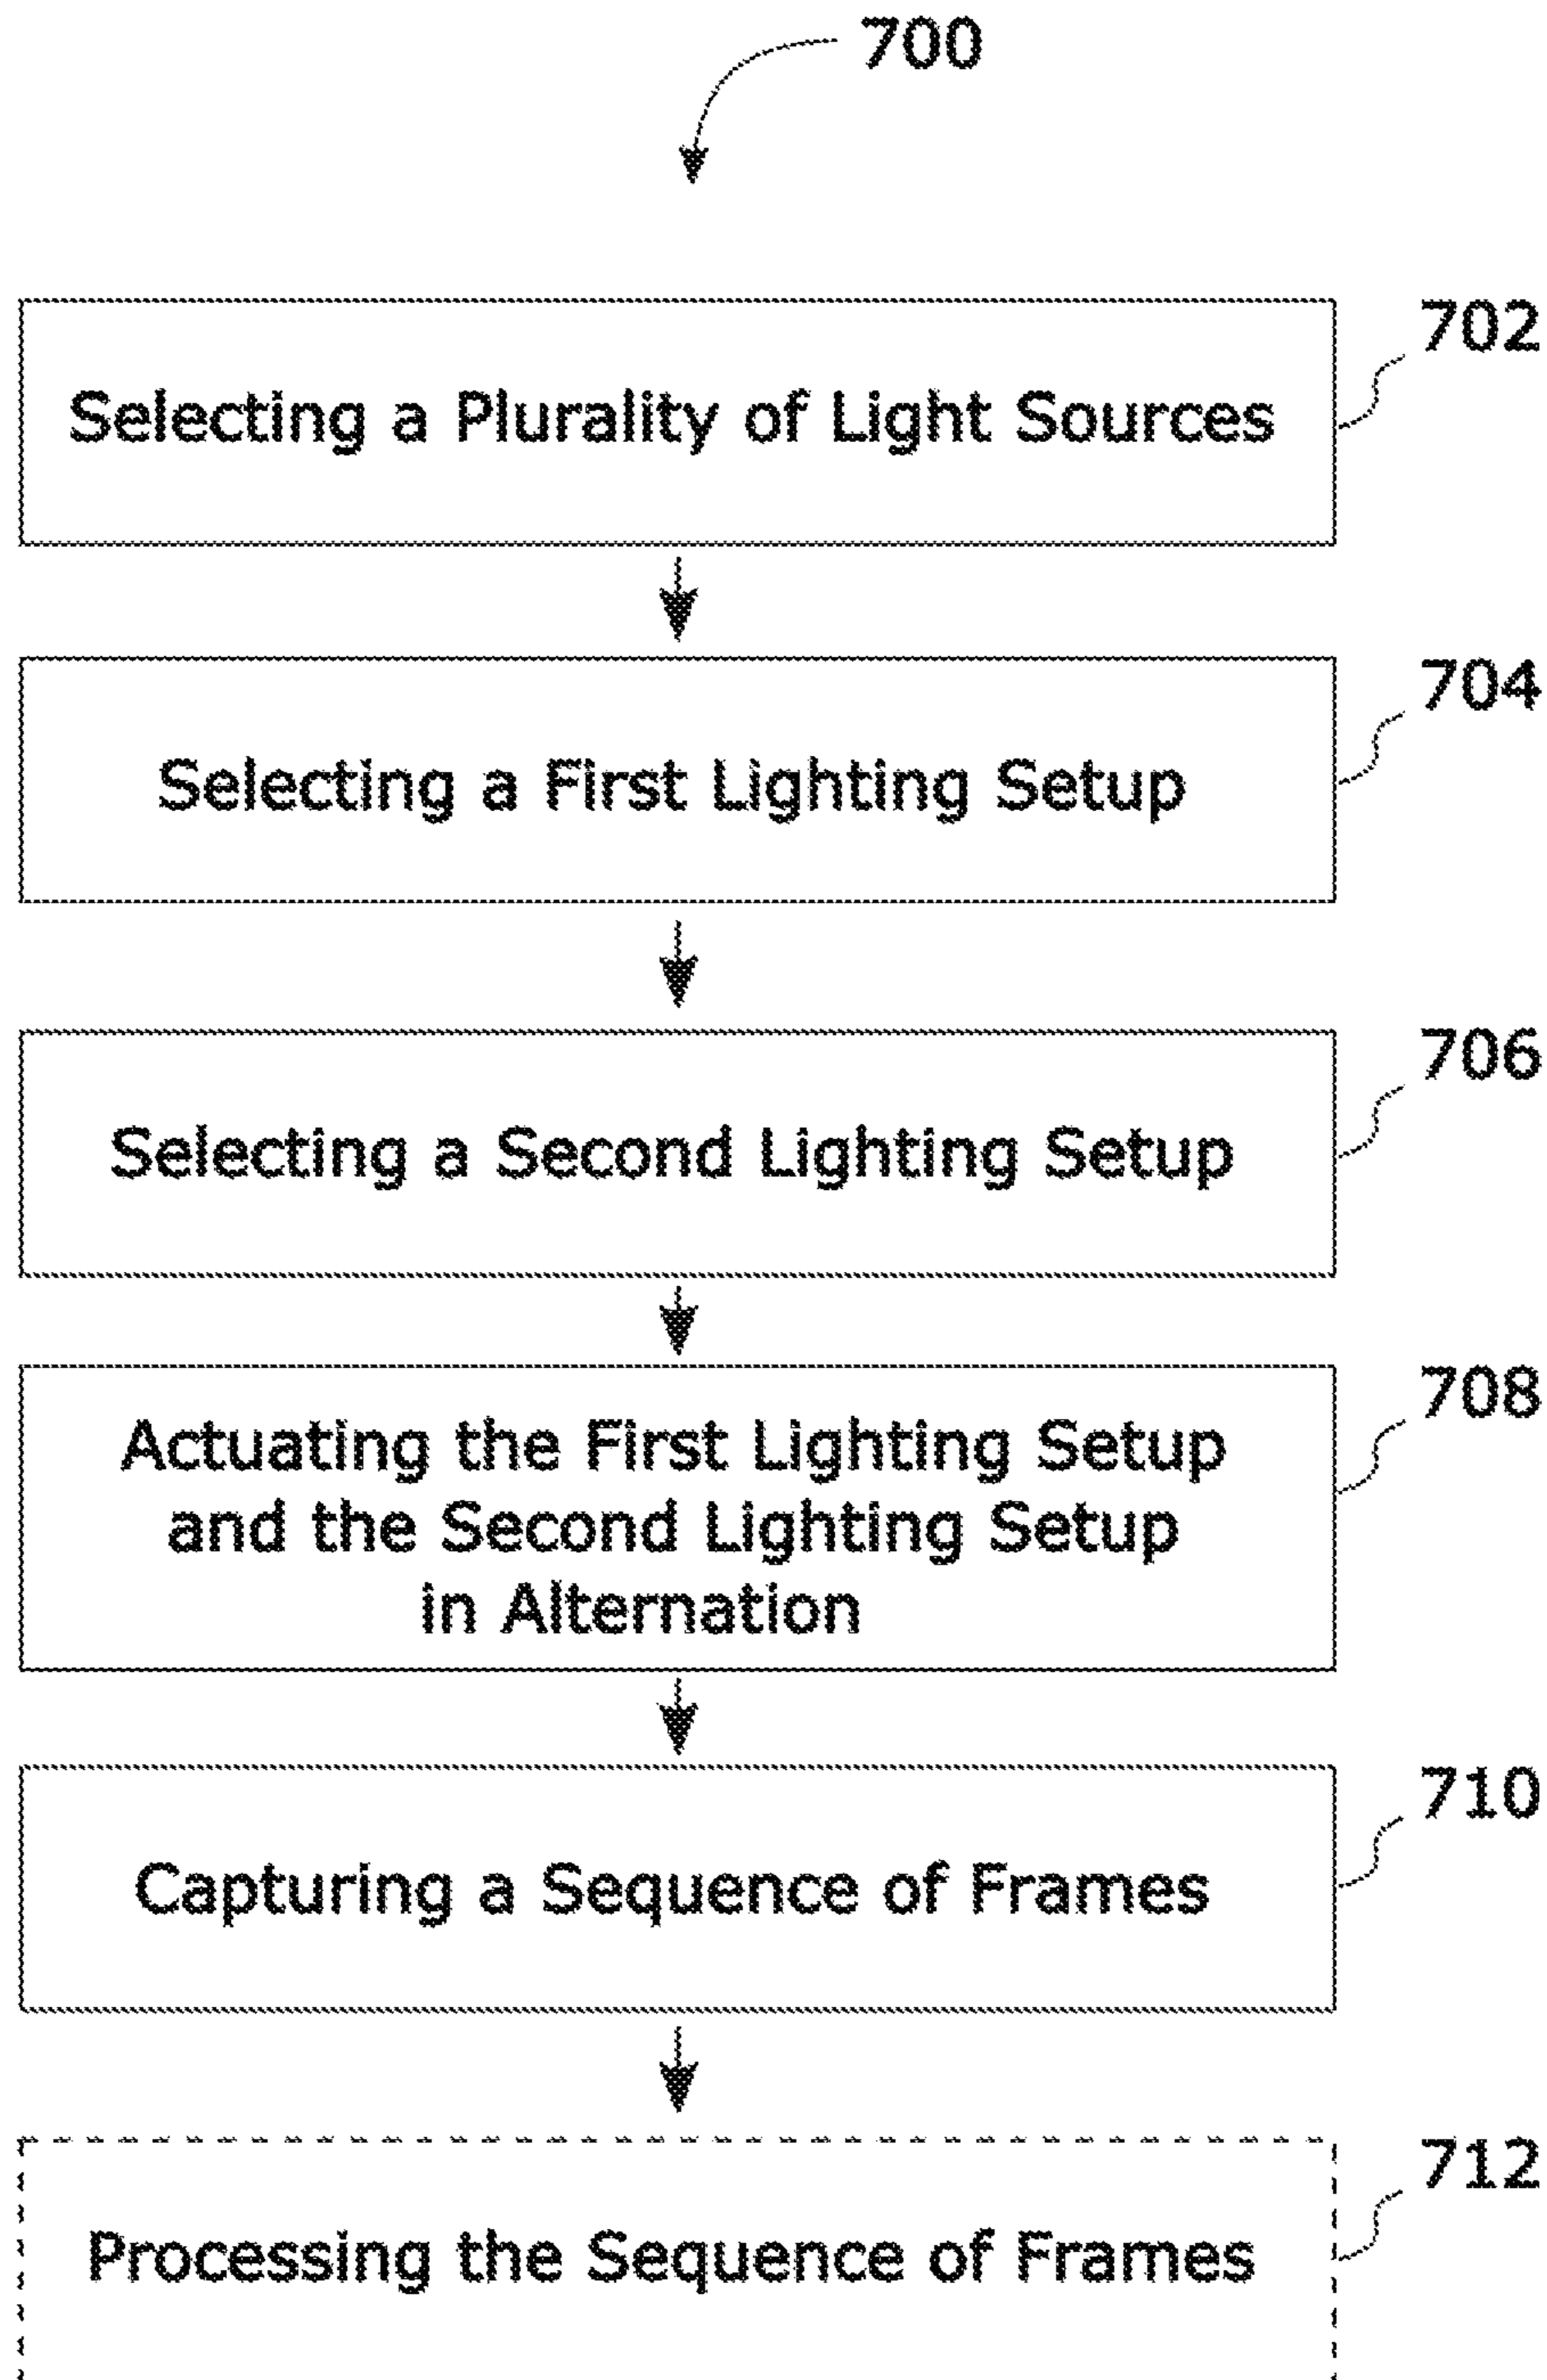 700
702
Selecting a Plurality of Light Sources
704
Selecting a First Lighting Setup
706
Selecting a Second Lighting Setup
708
Actuating the First Lighting Setup
and the Second Lighting Setup
in Alternation
710
Capturing a Sequence of Frames
712
Processing the Sequence of Frames